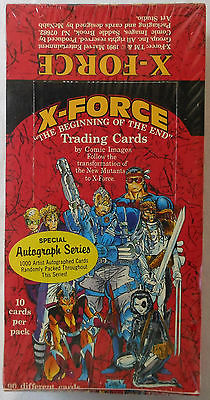 X-Force: TM & © 1991 Marvel Entertainment
Group, Inc. All rights reserved. Produced by
Comic Images, Saddle Brook, NJ 07662.
Packaging and cards designed by McNabb
Art Studio.
X-FORCE
X-FORCE
"THE BEGINNING OF THE END"
Trading Cards
by Comic Images
Follow the
transformation of
the New Mutants
to X-Force.
SPECIAL
Autograph Series
1000 Artist Autographed Cards
Randomly Packed Throughout
This Series!
10
cards
per
pack
90 different cards